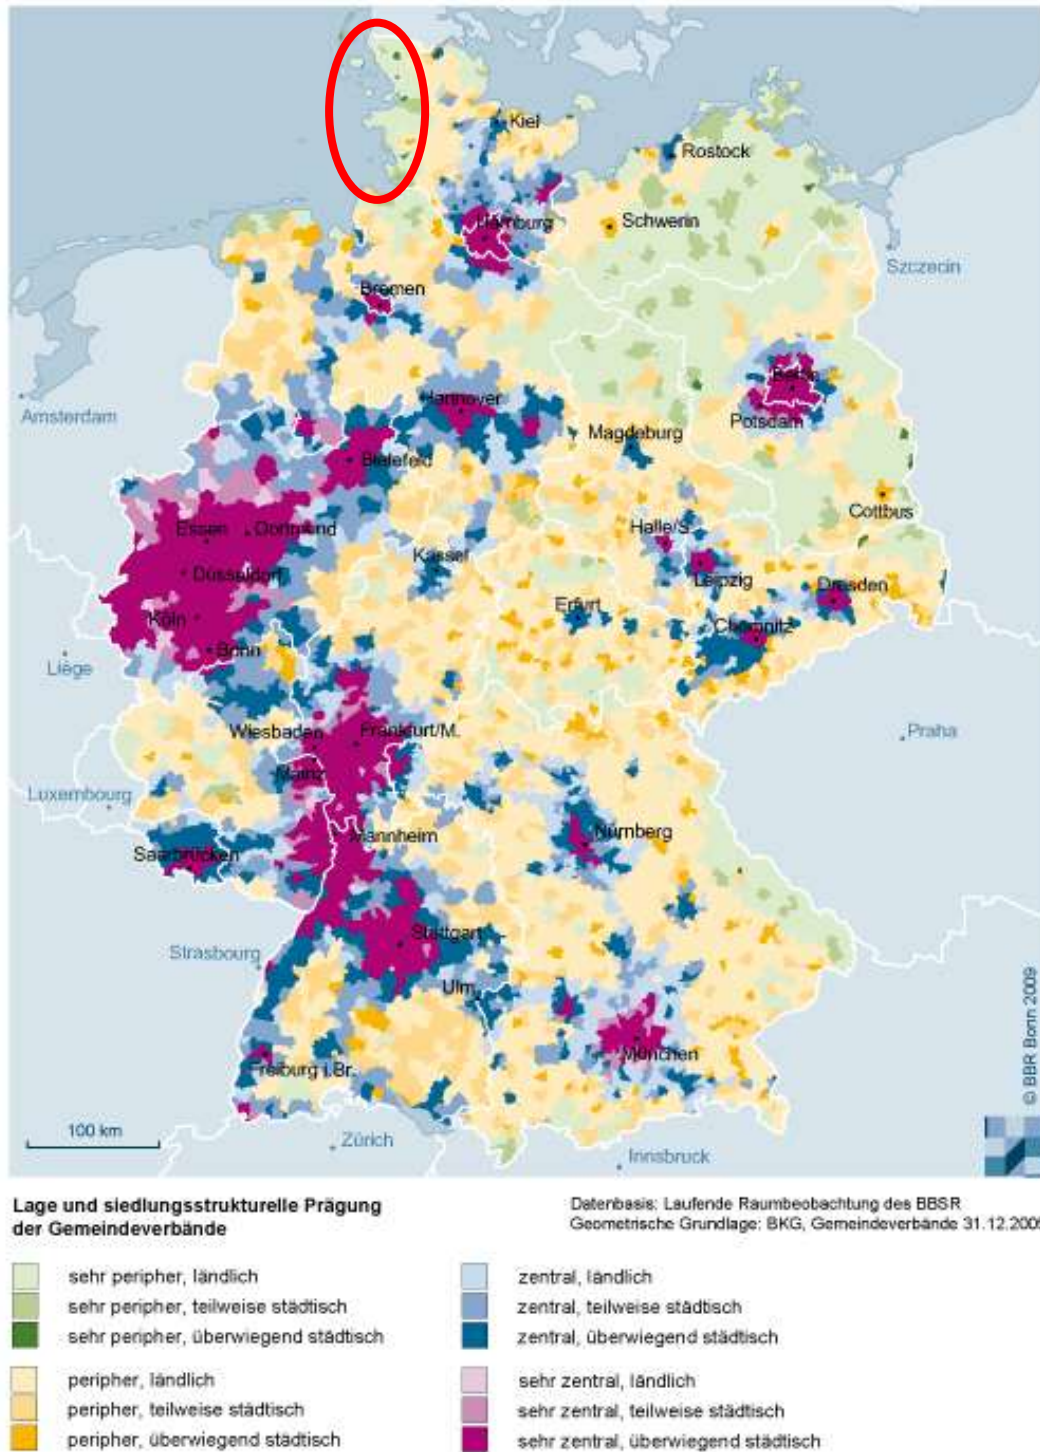 Kiel
Rostock
Hamburg
Schwerin
Szczecin
Bremen
Berlin
Amsterdam
Hannover
Potsdam
Magdeburg
Bielefeld
Cottbus
Essen
Dortmund
Halle/S.
Kassel
Düsseldorf
Leipzig
Dresden
Erfurt
Köln
Chemnitz
Bonn
Liège
Wiesbaden
Frankfurt/M.
Praha
Mainz
Luxembourg
Mannheim
Nürnberg
Saarbrücken
Stuttgart
Strasbourg
Ulm
München
Freiburg i.Br.
© BBR Bonn 2009
100 km
Zürich
Innsbruck
Lage und siedlungsstrukturelle Prägung
der Gemeindeverbände
Datenbasis: Laufende Raumbeobachtung des BBSR
Geometrische Grundlage: BKG, Gemeindeverbände 31.12.2005
sehr peripher, ländlich
sehr peripher, teilweise städtisch
sehr peripher, überwiegend städtisch
peripher, ländlich
peripher, teilweise städtisch
peripher, überwiegend städtisch
zentral, ländlich
zentral, teilweise städtisch
zentral, überwiegend städtisch
sehr zentral, ländlich
sehr zentral, teilweise städtisch
sehr zentral, überwiegend städtisch